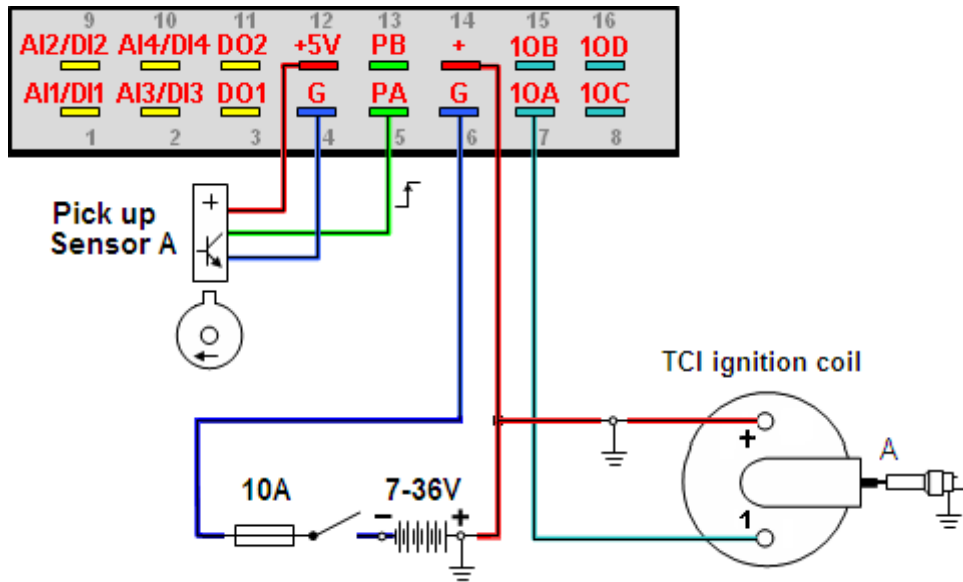 9 10 11 12 13 14 15 16
AI2/DI2 AI4/DI4 DO2 +5V PB + 1OB 1OD
AI1/DI1 AI3/DI3 DO1 G PA G 1OA 1OC
1 2 3 4 5 6 7 8
+
Pick up
Sensor A
TCI ignition coil
+
A
10A
7-36V
- +
1